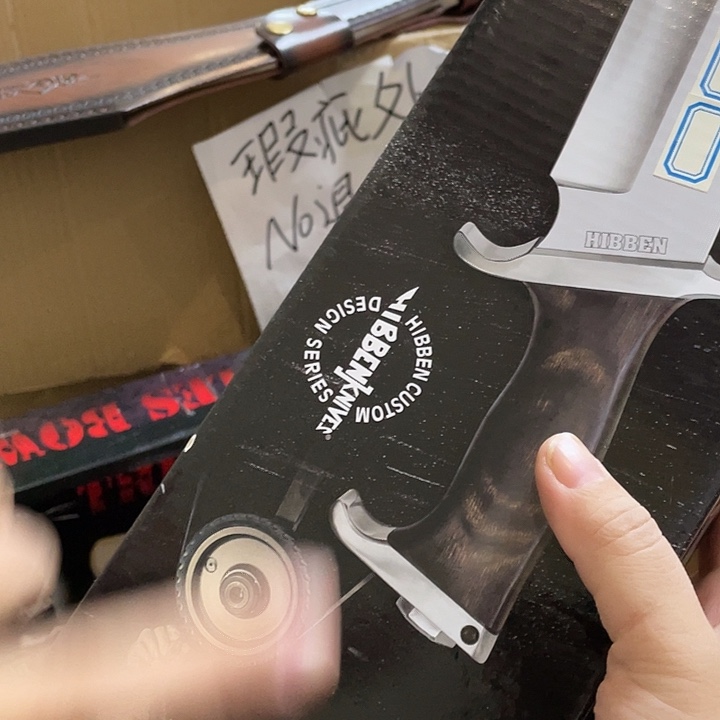 瑕疵处
No退
HIBBEN
HIBBEN CUSTOM
DESIGN SERIES
HIBBEN KNIVES